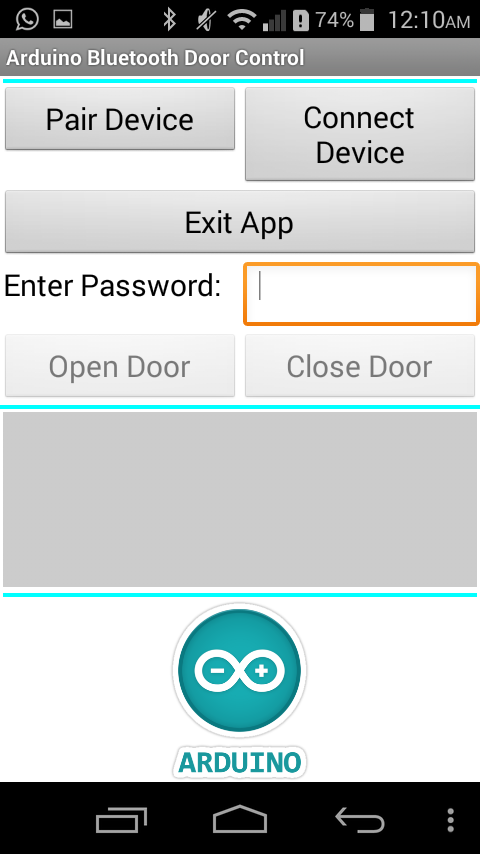 74% 12:10AM
Arduino Bluetooth Door Control
Pair Device
Connect
Device
Exit App
Enter Password:
Open Door
Close Door
ARDUINO